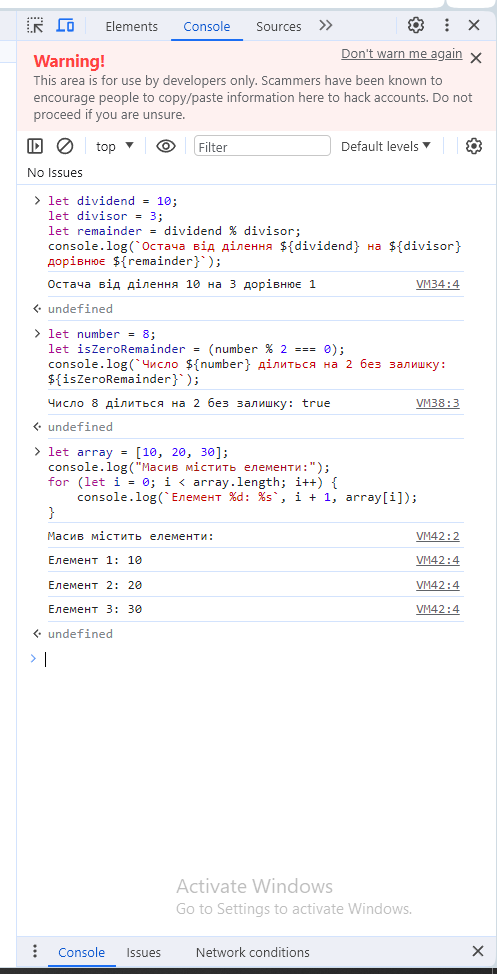 Elements Console Sources
Warning! Don't warn me again
This area is for use by developers only. Scammers have been known to
encourage people to copy/paste information here to hack accounts. Do not
proceed if you are unsure.
top Filter Default levels
No Issues
let dividend = 10;
let divisor = 3;
let remainder = dividend % divisor;
console.log(`Остача від ділення ${dividend} на ${divisor}
дорівнює ${remainder}`);
Остача від ділення 10 на 3 дорівнює 1 VM34:4
undefined
let number = 8;
let isZeroRemainder = (number % 2 === 0);
console.log(`Число ${number} ділиться на 2 без залишку:
${isZeroRemainder}`);
Число 8 ділиться на 2 без залишку: true VM38:3
undefined
let array = [10, 20, 30];
console.log("Масив містить елементи:");
for (let i = 0; i < array.length; i++) {
    console.log(`Елемент %d: %s`, i + 1, array[i]);
}
Масив містить елементи: VM42:2
Елемент 1: 10 VM42:4
Елемент 2: 20 VM42:4
Елемент 3: 30 VM42:4
undefined
Activate Windows
Go to Settings to activate Windows.
Console Issues Network conditions